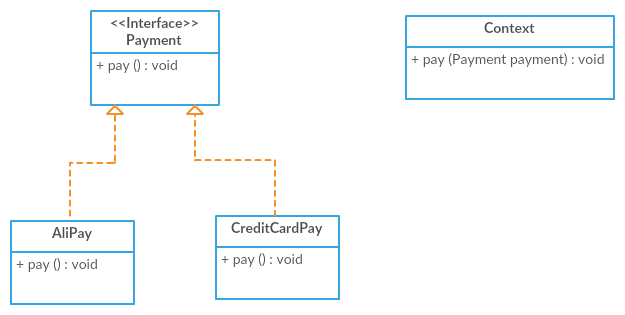 <<Interface>>
Payment
+ pay () : void
Context
+ pay (Payment payment) : void
AliPay
+ pay () : void
CreditCardPay
+ pay () : void